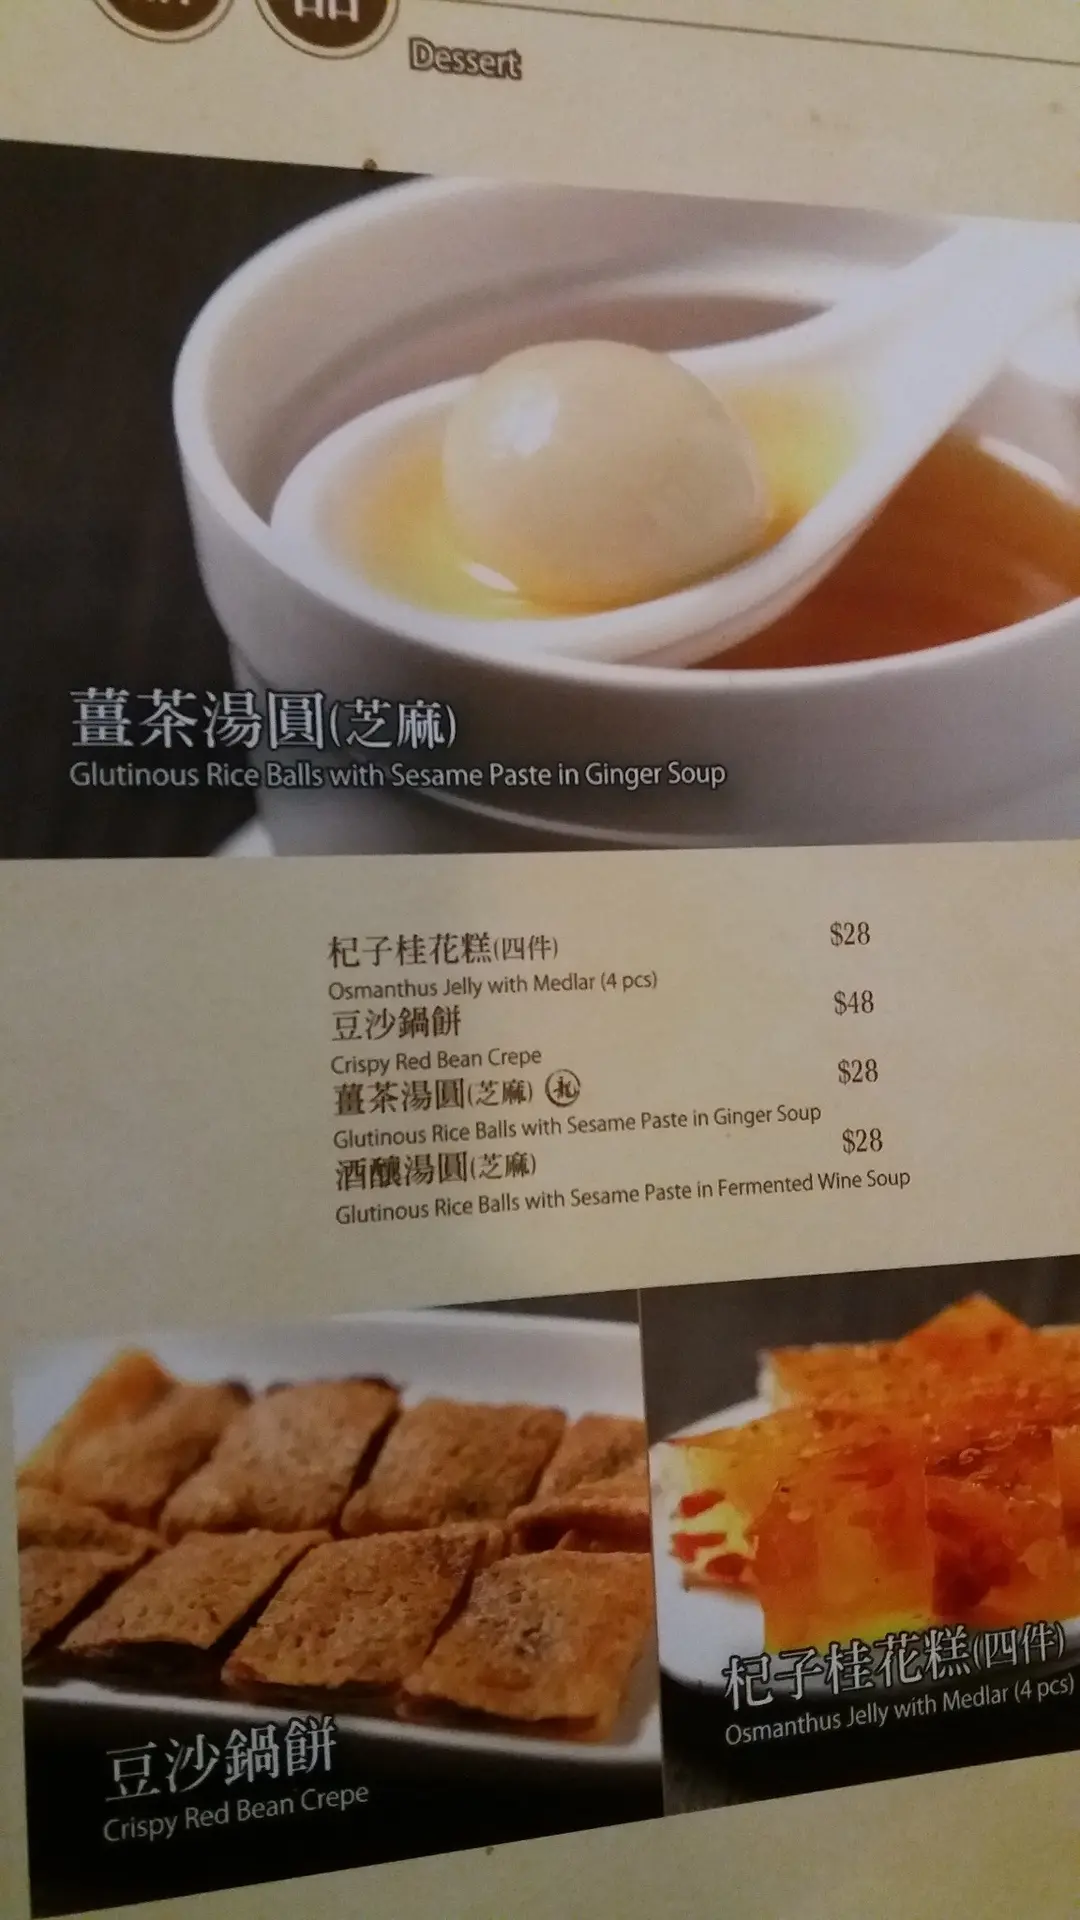 品
Dessert
薑茶湯圓(芝麻)
Glutinous Rice Balls with Sesame Paste in Ginger Soup
杞子桂花糕(四件) $28
Osmanthus Jelly with Medlar (4 pcs)
豆沙鍋餅 $48
Crispy Red Bean Crepe
薑茶湯圓(芝麻) $28
Glutinous Rice Balls with Sesame Paste in Ginger Soup
酒釀湯圓(芝麻) $28
Glutinous Rice Balls with Sesame Paste in Fermented Wine Soup
豆沙鍋餅
Crispy Red Bean Crepe
杞子桂花糕(四件)
Osmanthus Jelly with Medlar (4 pcs)